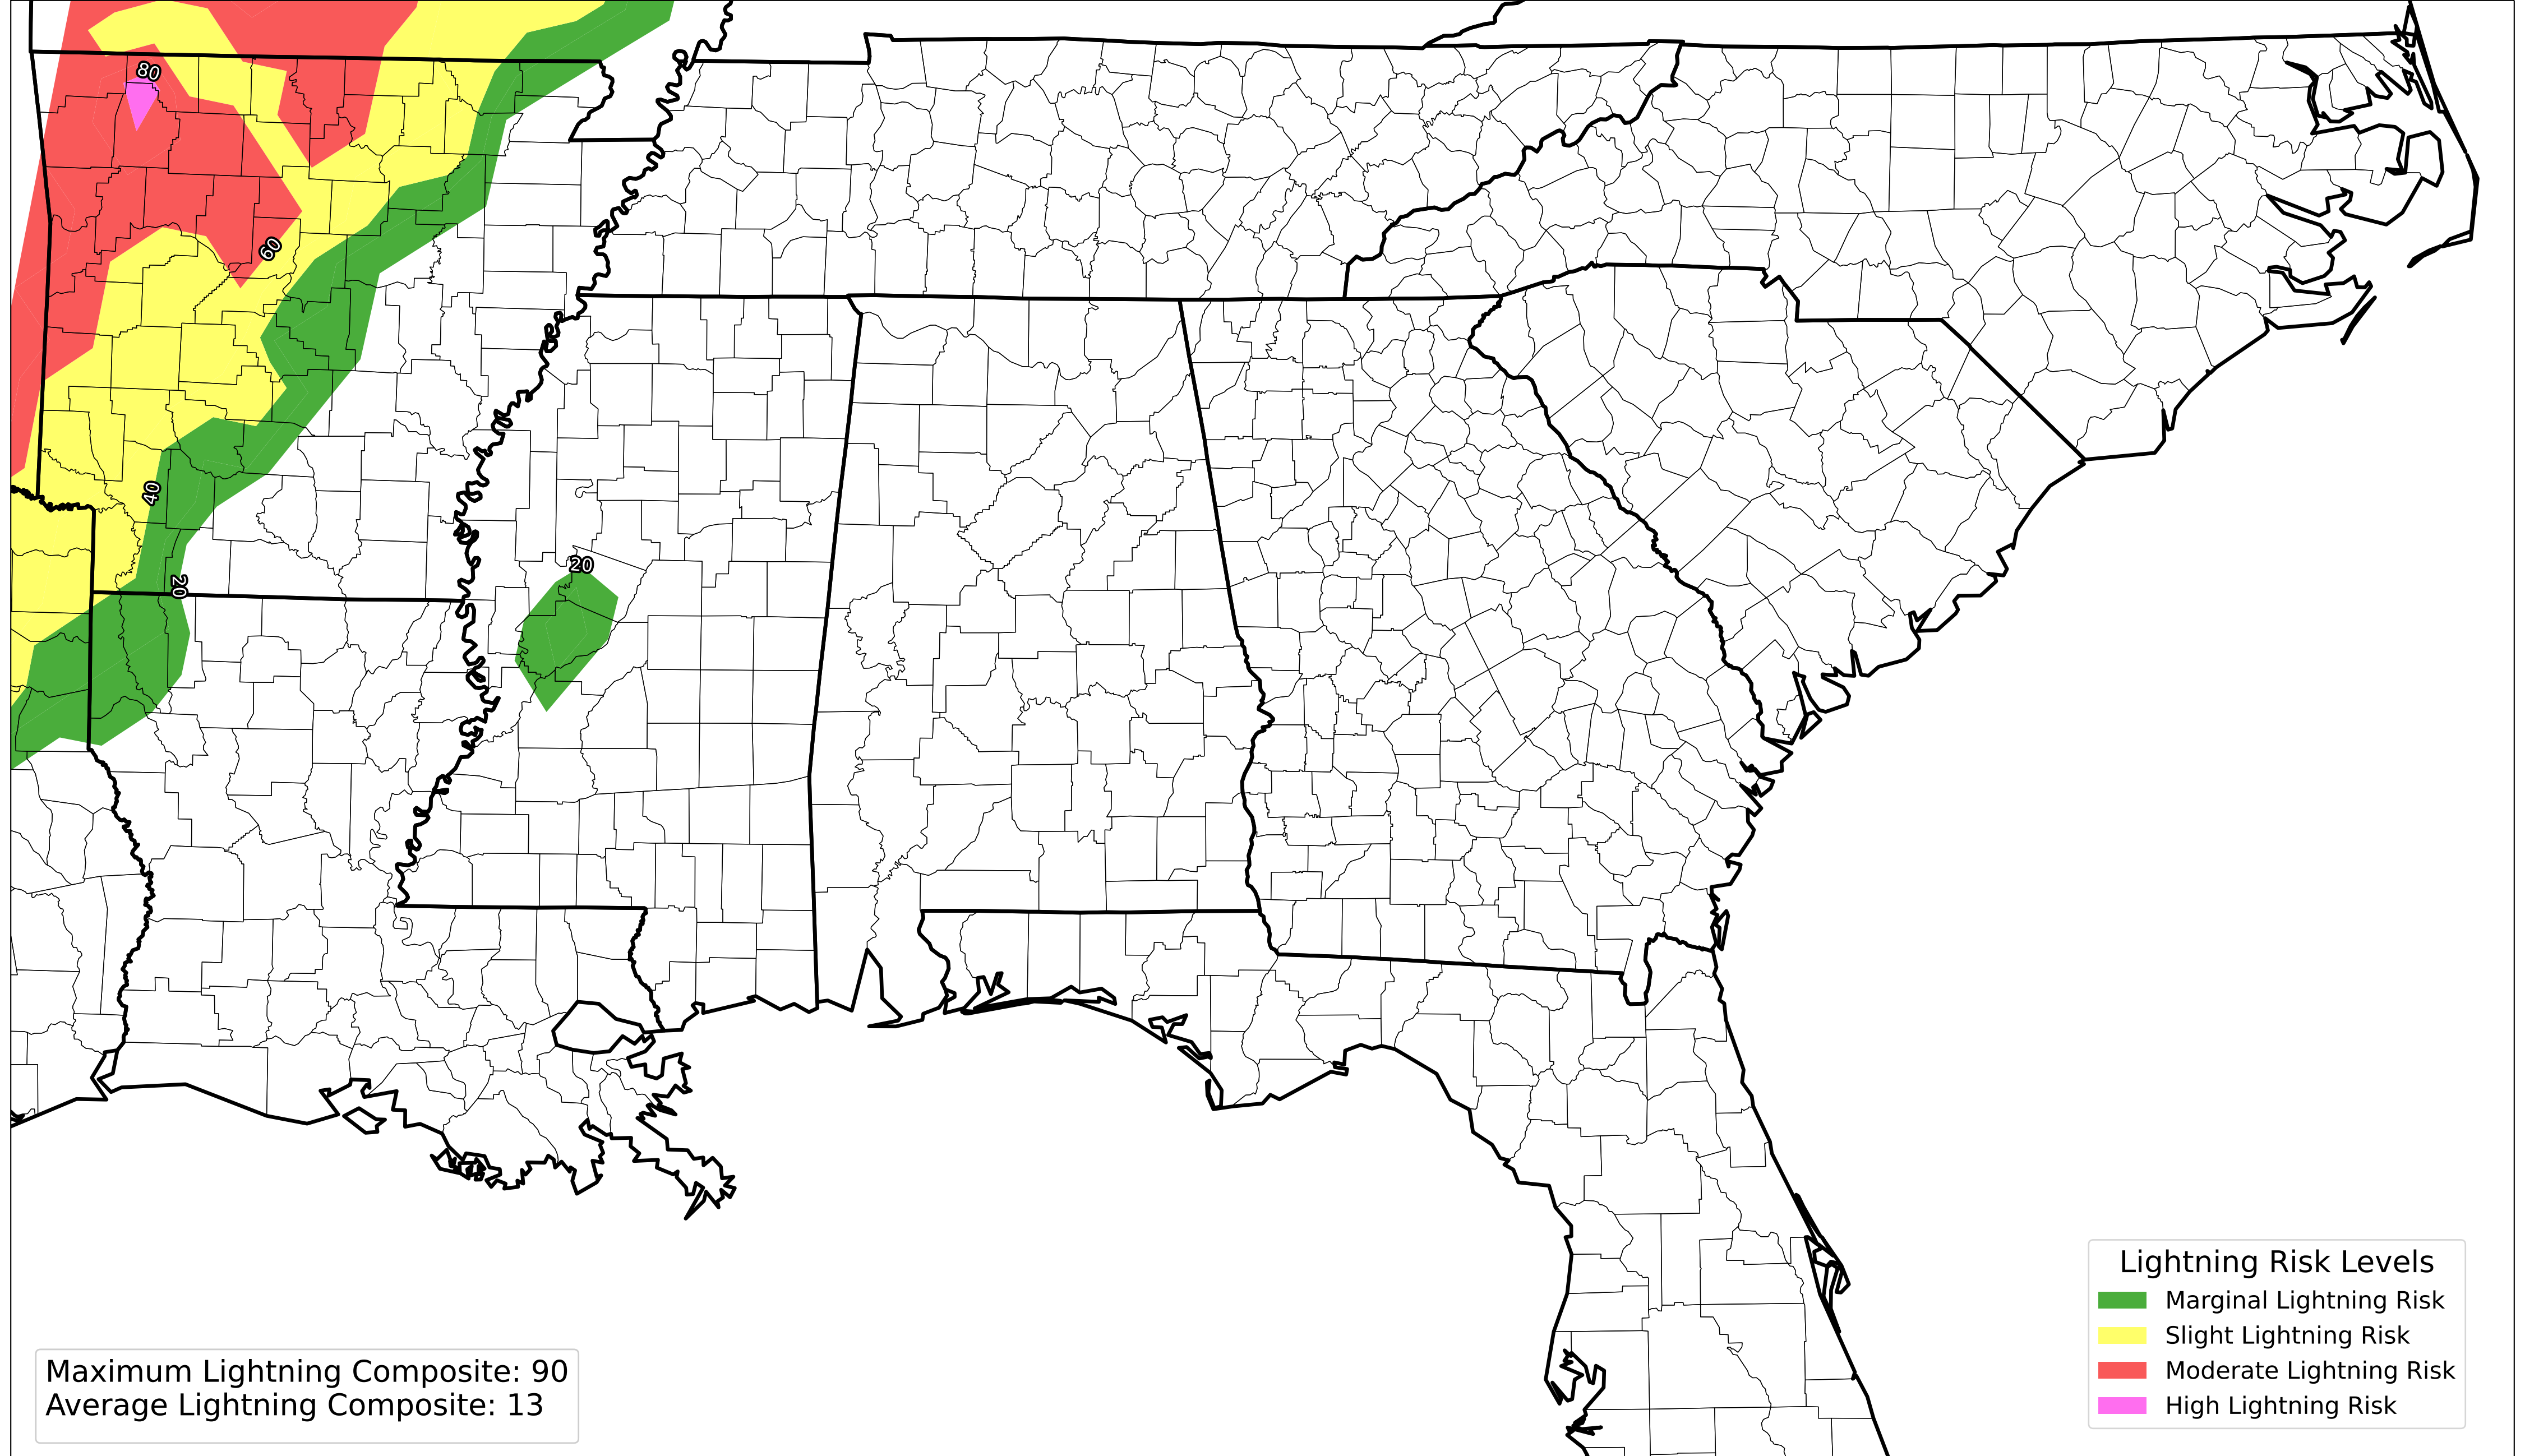 80
60
40
20
20
Maximum Lightning Composite: 90
Average Lightning Composite: 13
Lightning Risk Levels
Marginal Lightning Risk
Slight Lightning Risk
Moderate Lightning Risk
High Lightning Risk